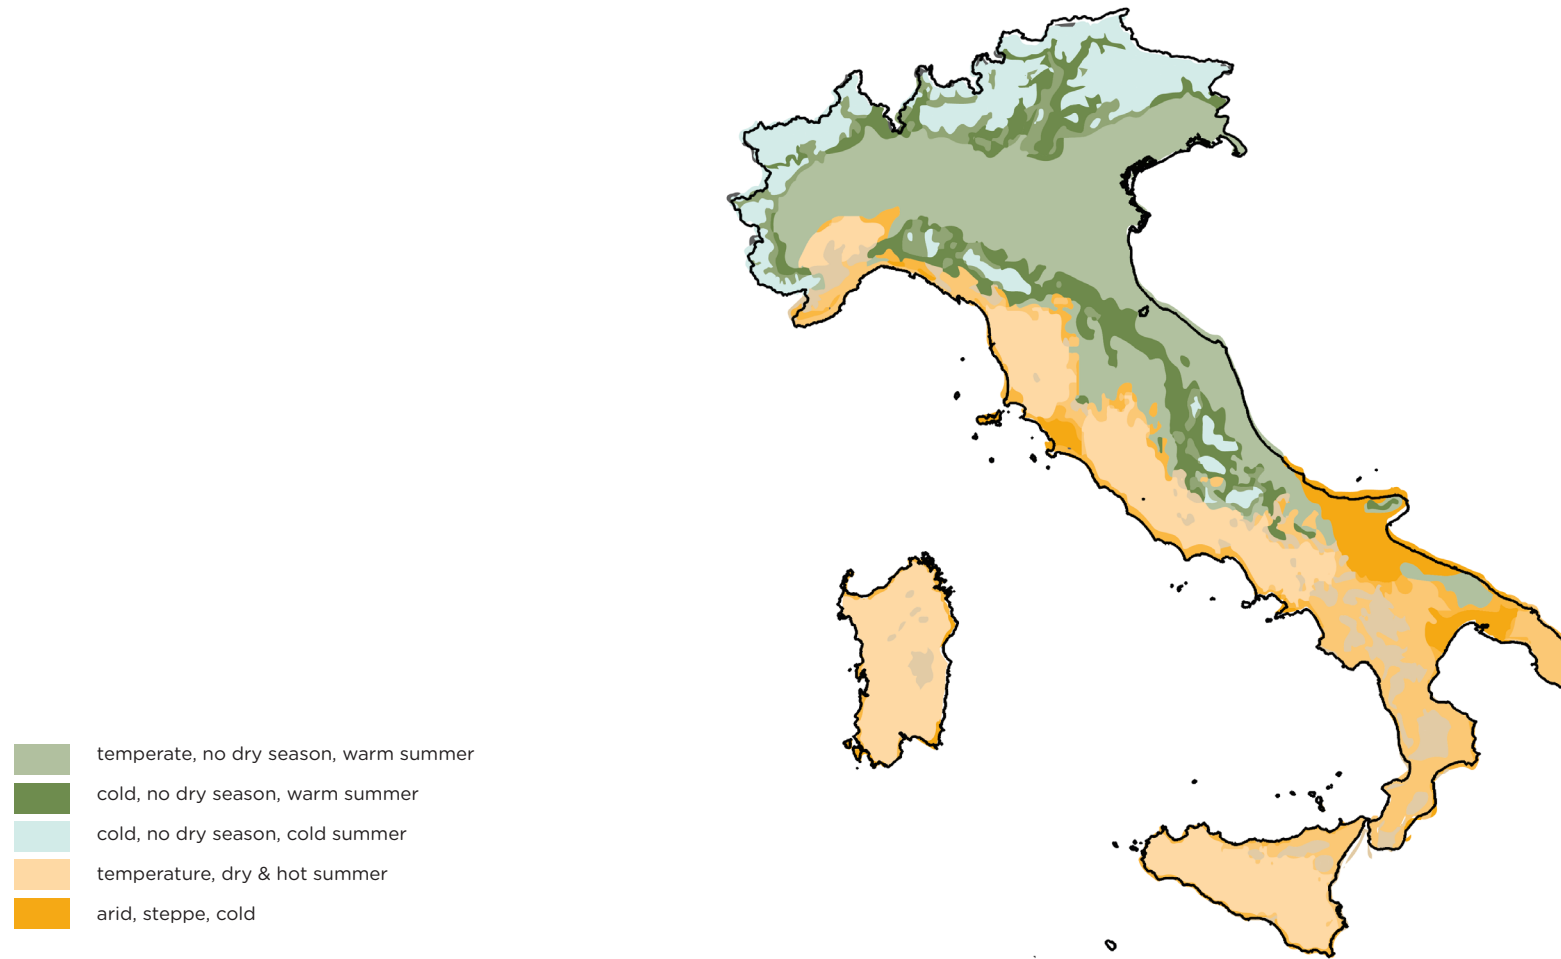 temperate, no dry season, warm summer
cold, no dry season, warm summer
cold, no dry season, cold summer
temperature, dry & hot summer
arid, steppe, cold